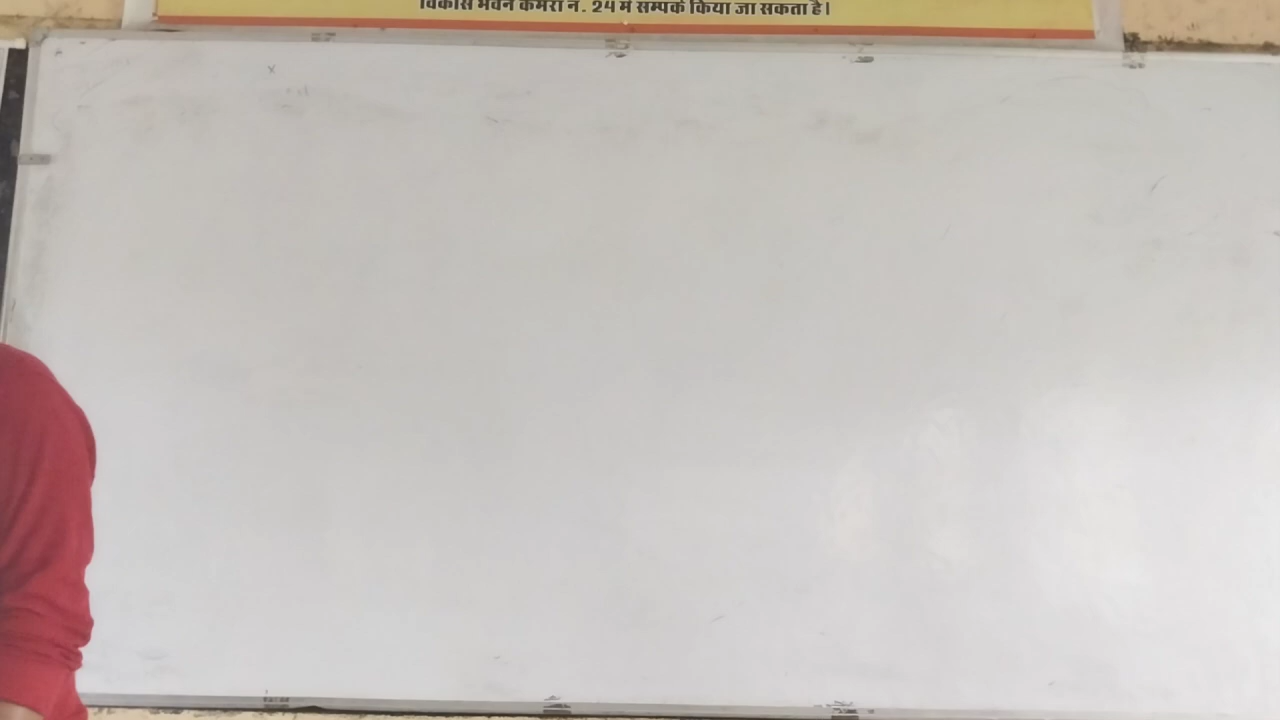 विकास भवन कमरा नं. 24 में सम्पर्क किया जा सकता है।